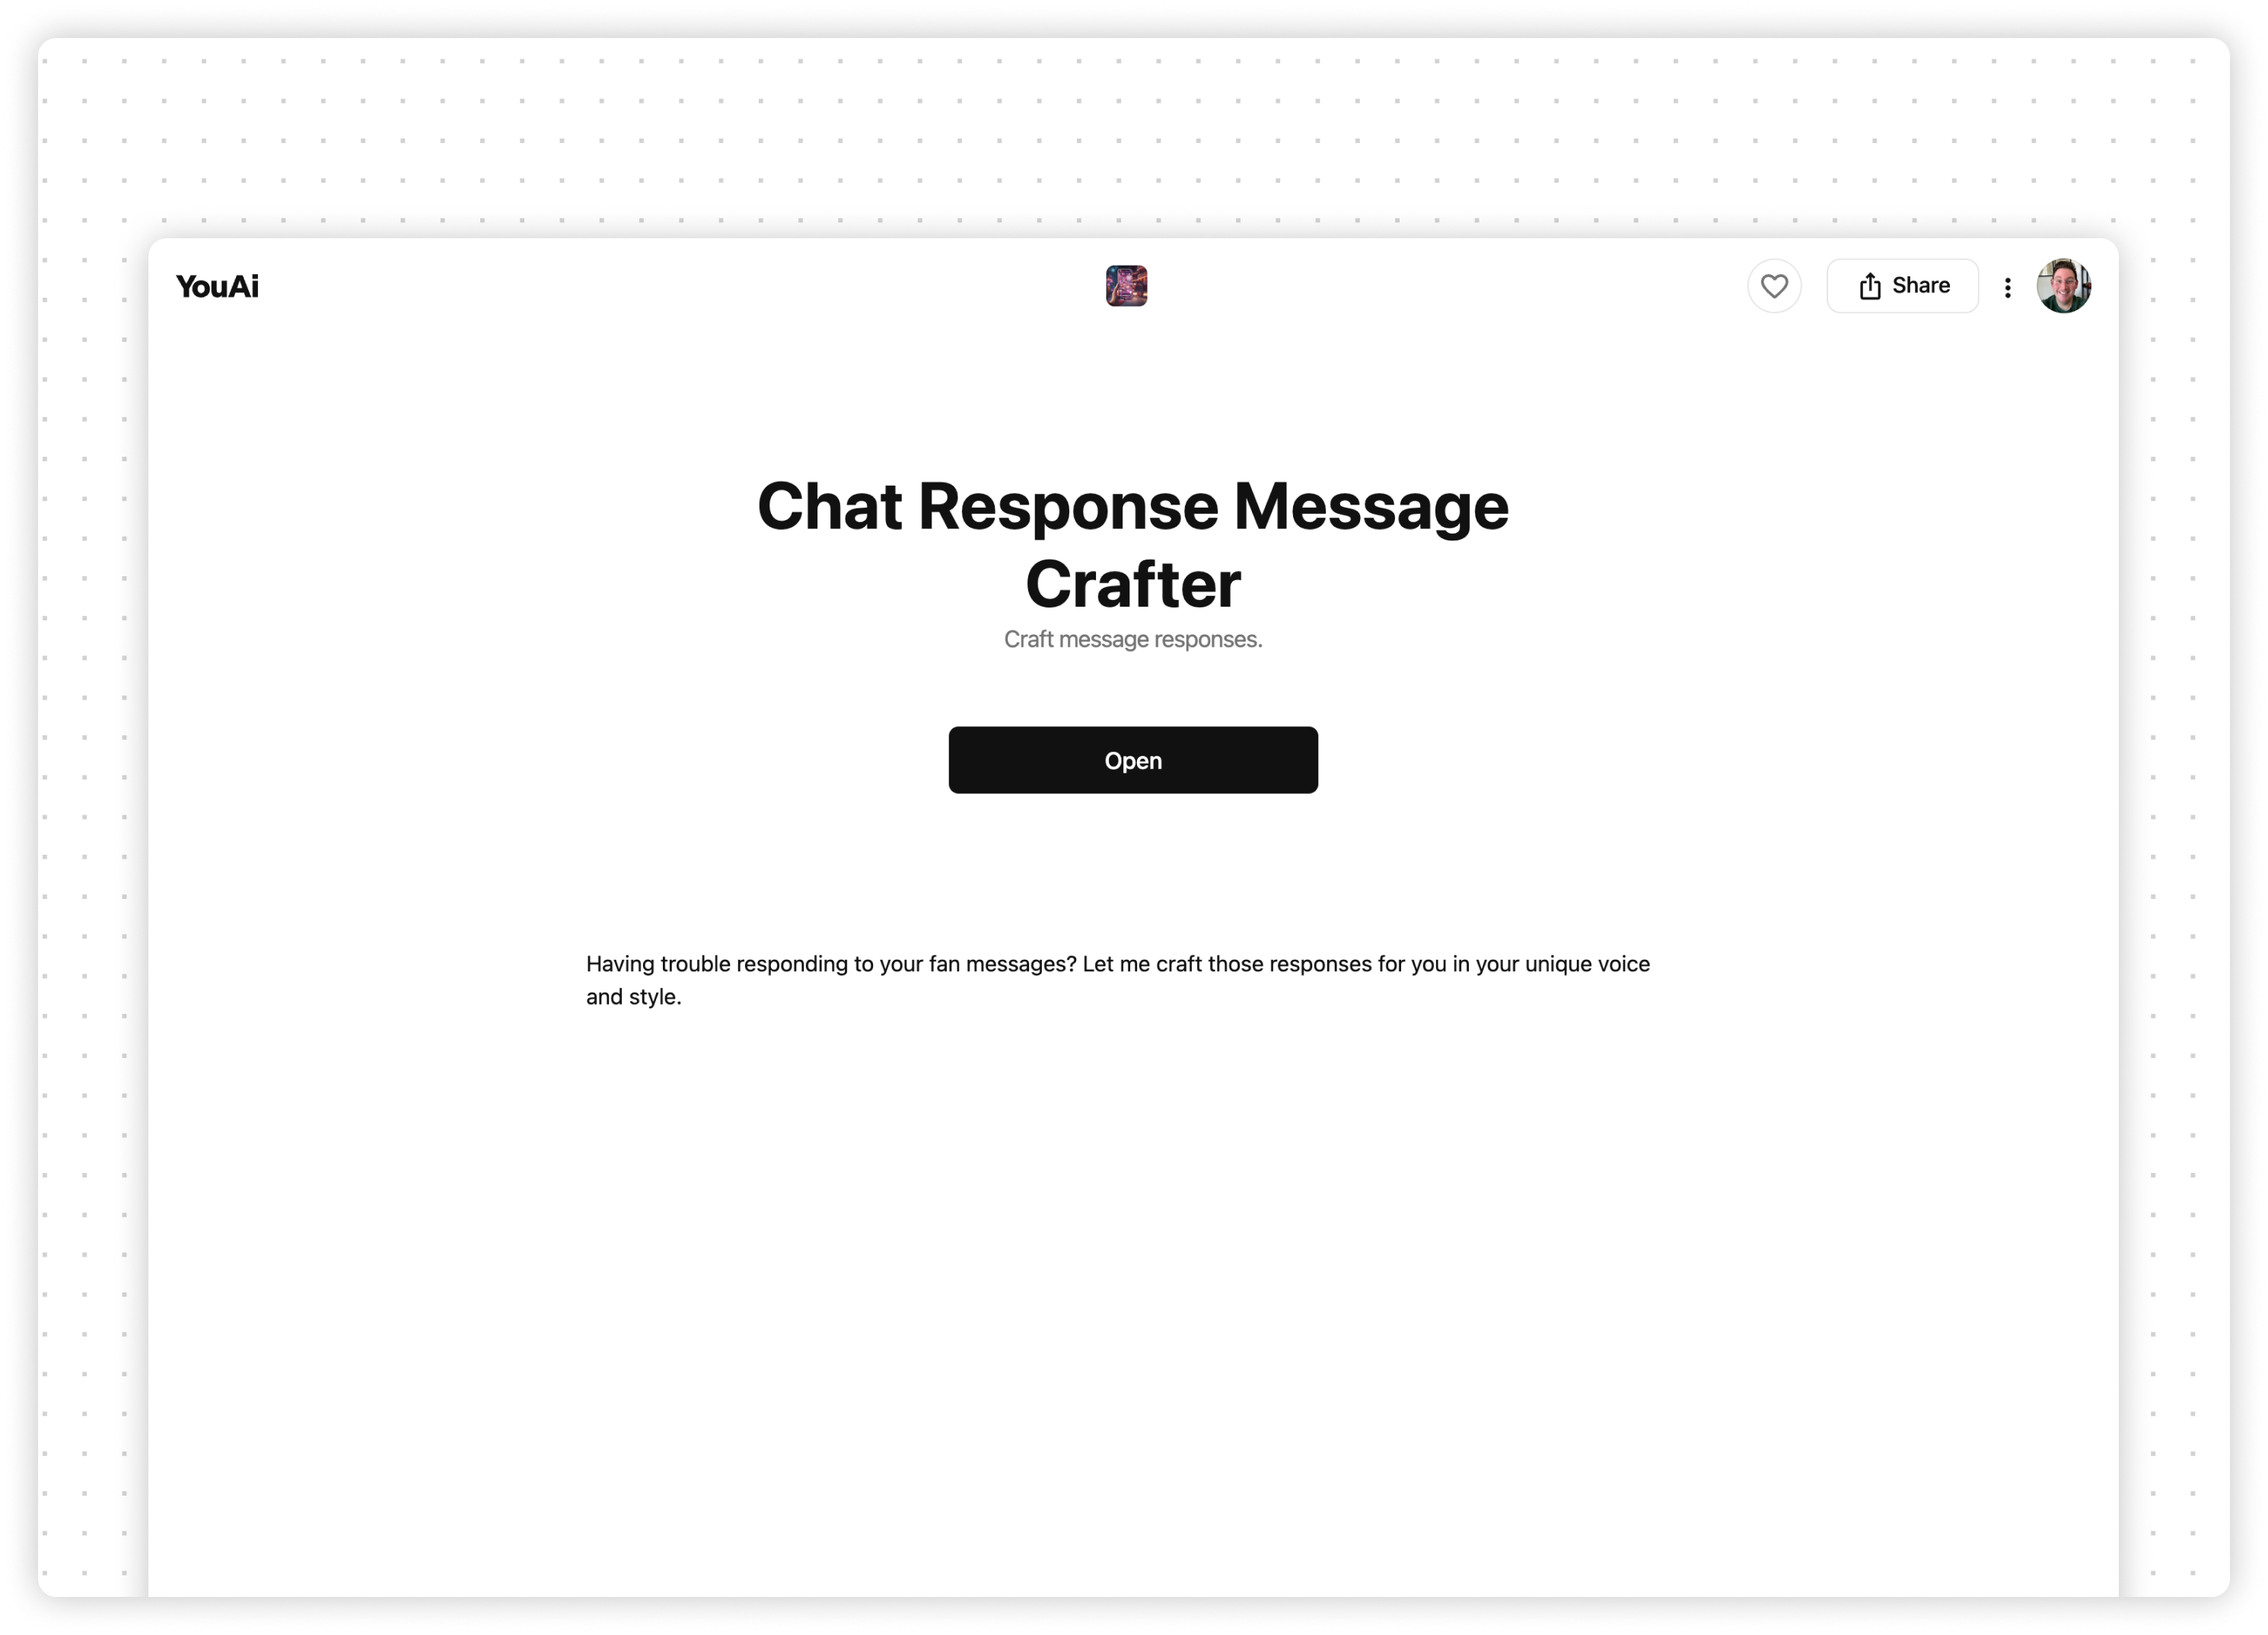 YouAi
Share
Chat Response Message
Crafter
Craft message responses.
Open
Having trouble responding to your fan messages? Let me craft those responses for you in your unique voice
and style.